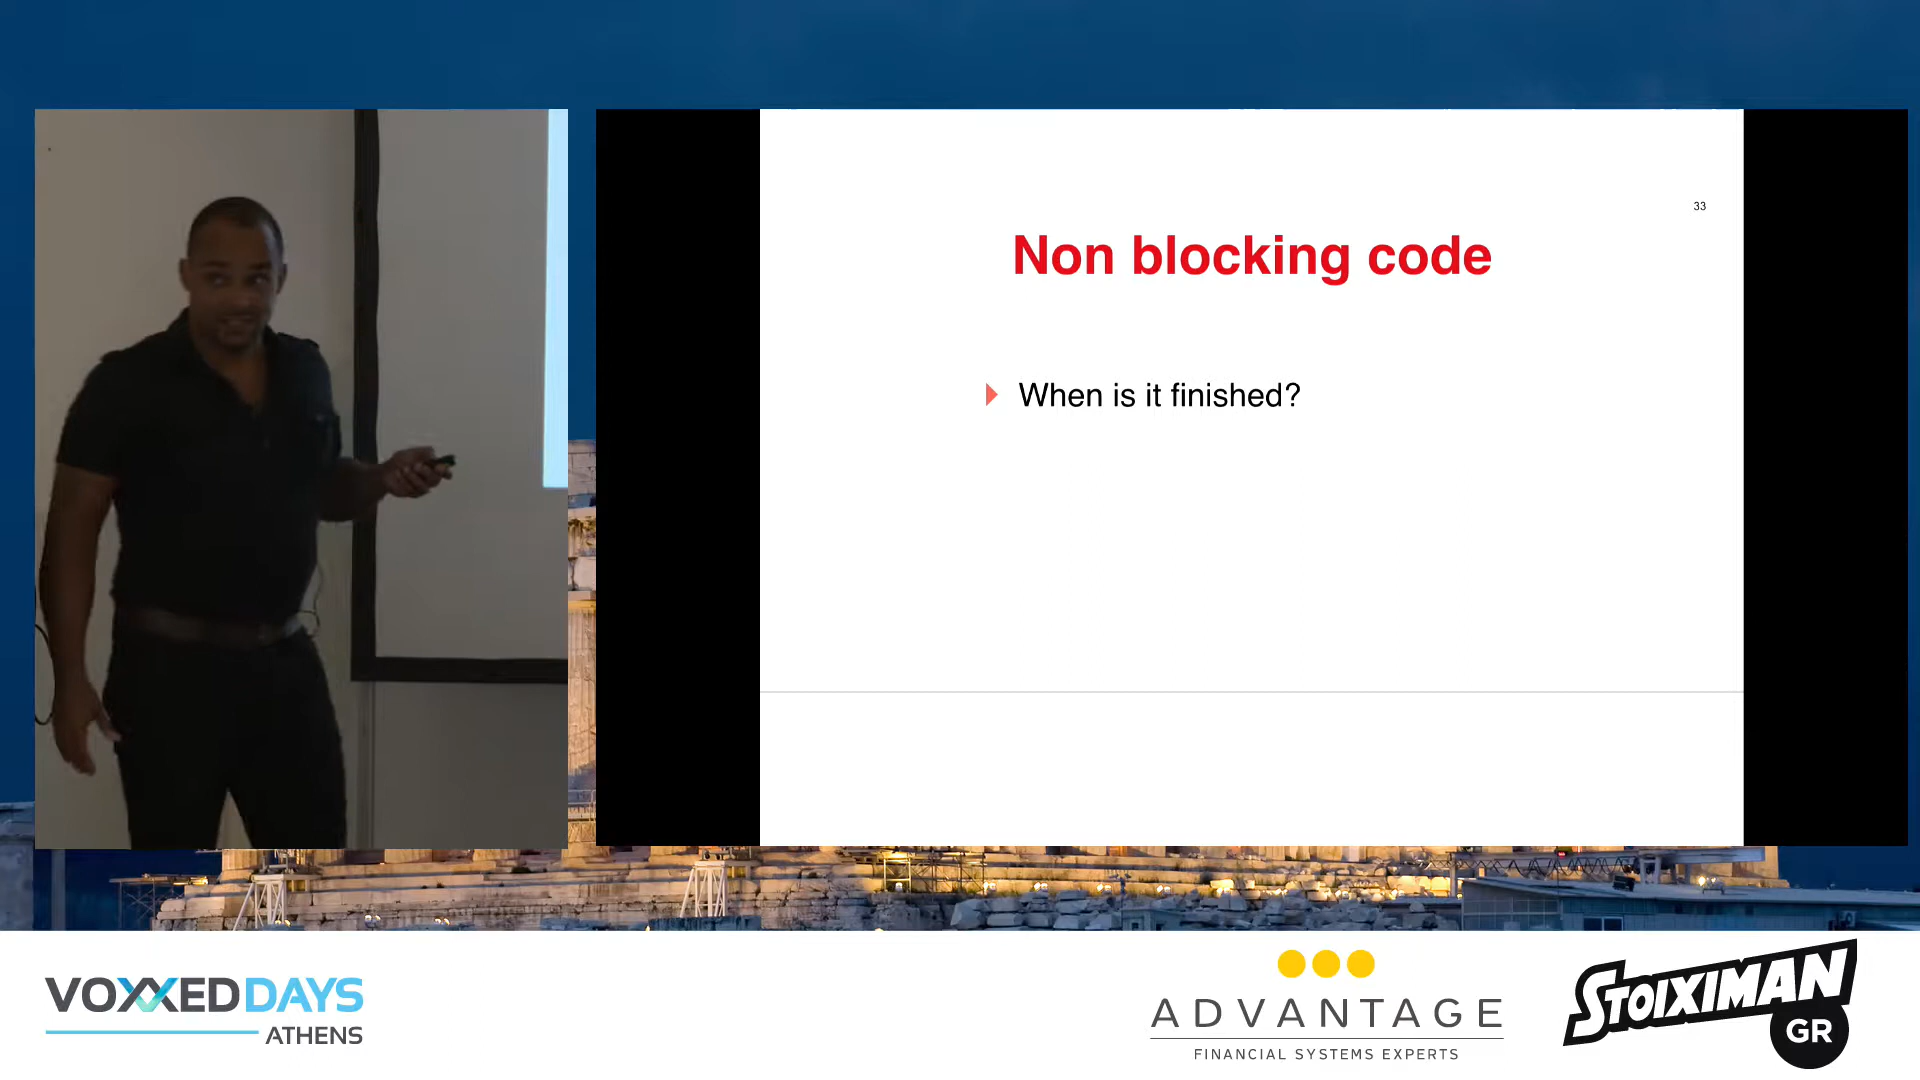 33
Non blocking code
When is it finished?
VOXXEDDAYS
ATHENS
ADVANTAGE
FINANCIAL SYSTEMS EXPERTS
STOIXIMAN
GR